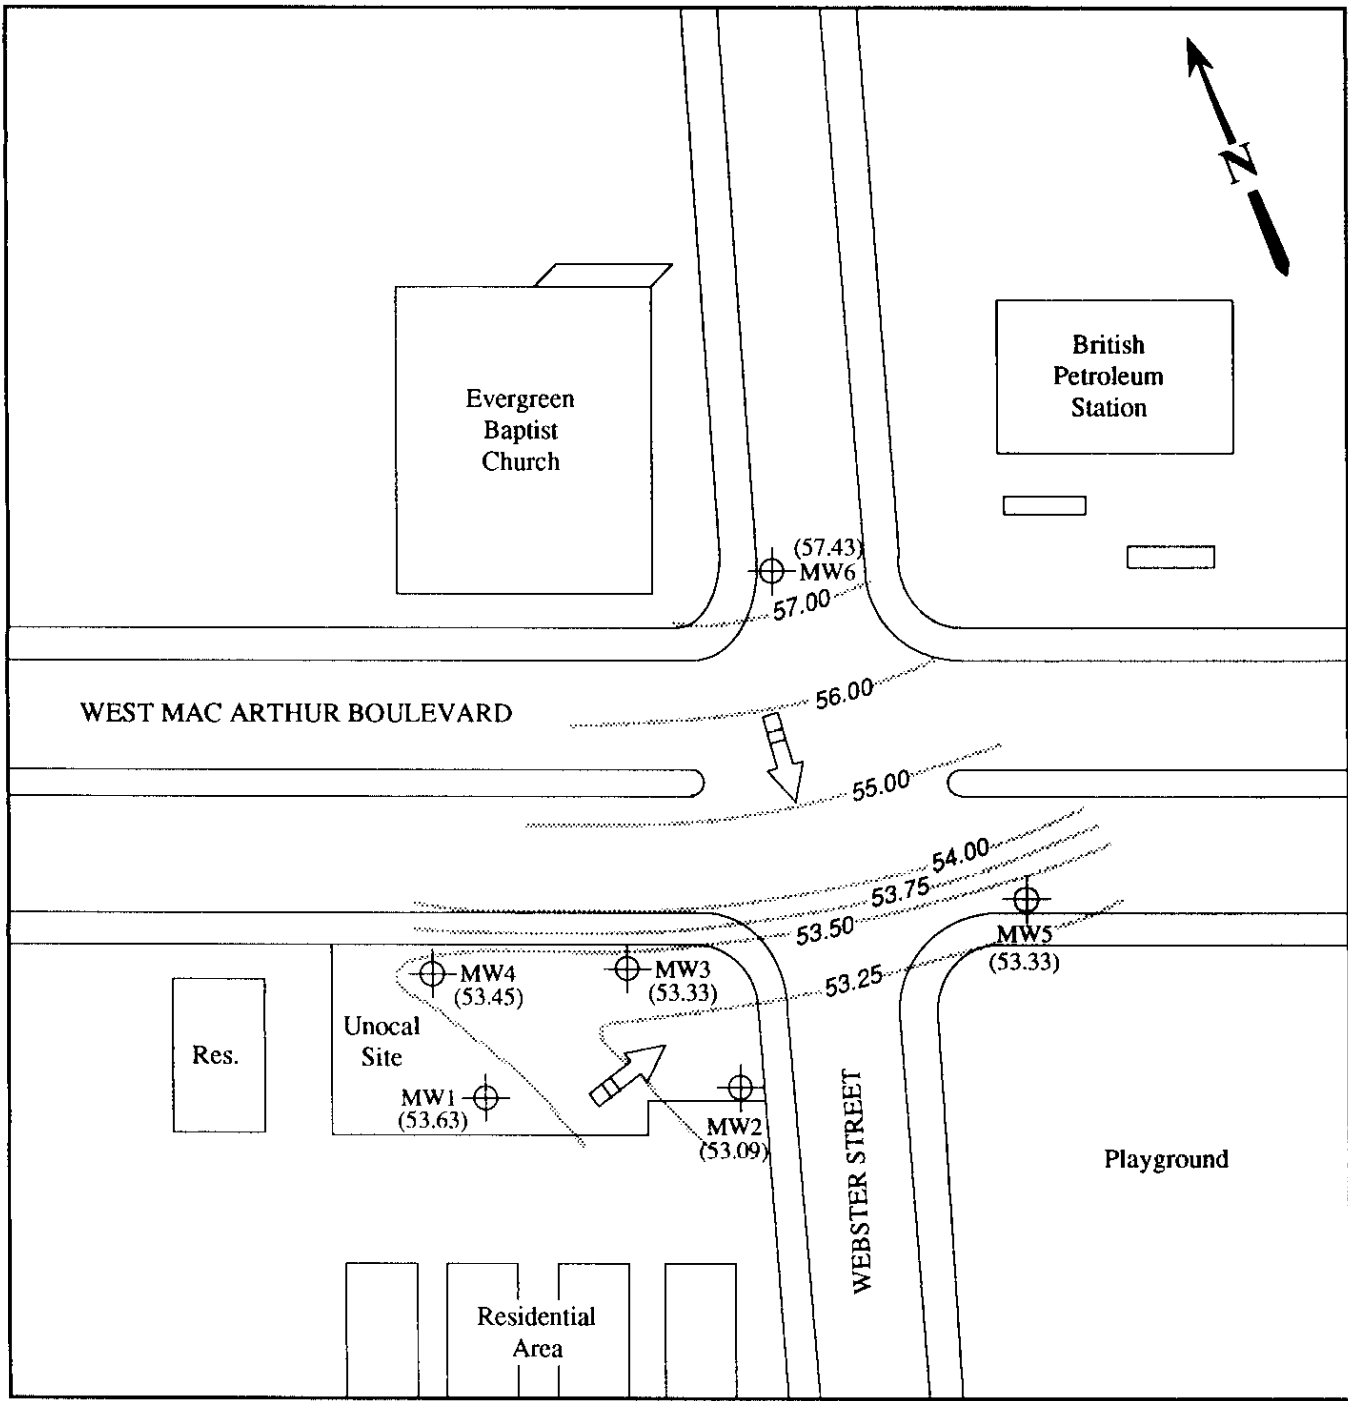 N
Evergreen
Baptist
Church
British
Petroleum
Station
(57.43)
MW6
57.00
56.00
WEST MAC ARTHUR BOULEVARD
55.00
54.00
53.75
53.50
MW5
(53.33)
53.25
MW4
(53.45)
MW3
(53.33)
Unocal
Site
Res.
MW1
(53.63)
MW2
(53.09)
WEBSTER STREET
Playground
Residential
Area